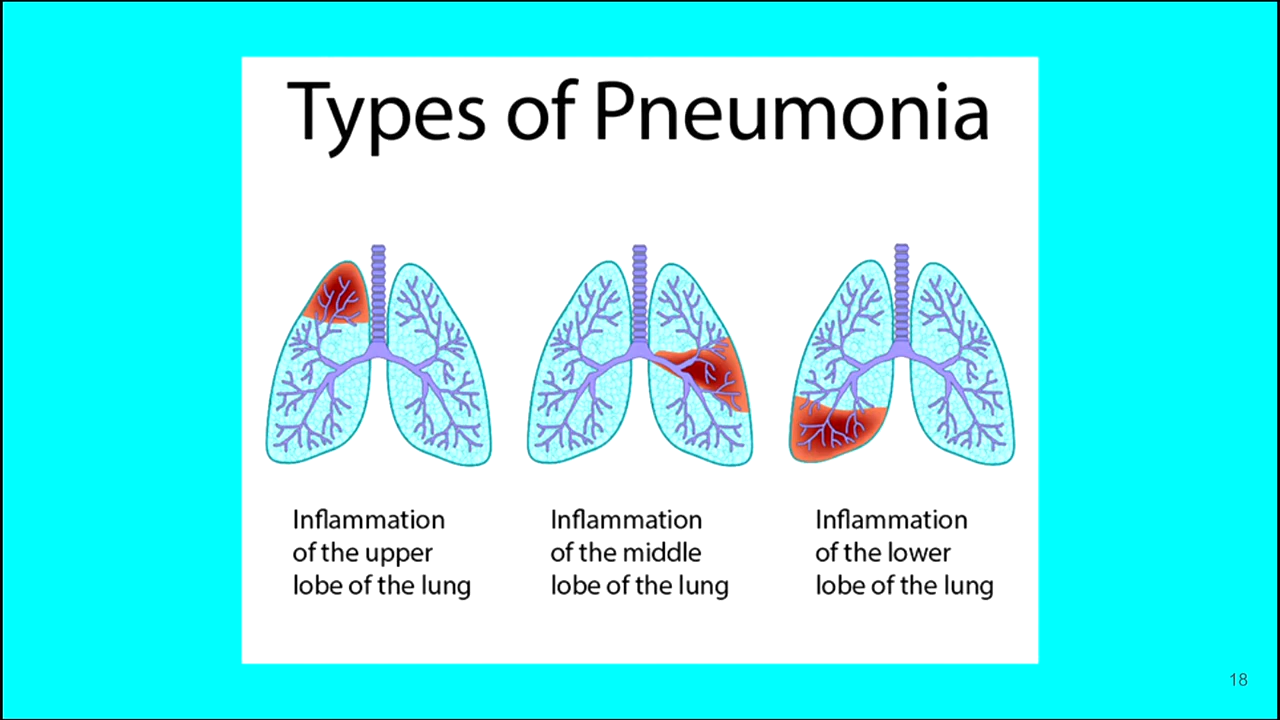 Types of Pneumonia
Inflammation
of the upper
lobe of the lung
Inflammation
of the middle
lobe of the lung
Inflammation
of the lower
lobe of the lung
18